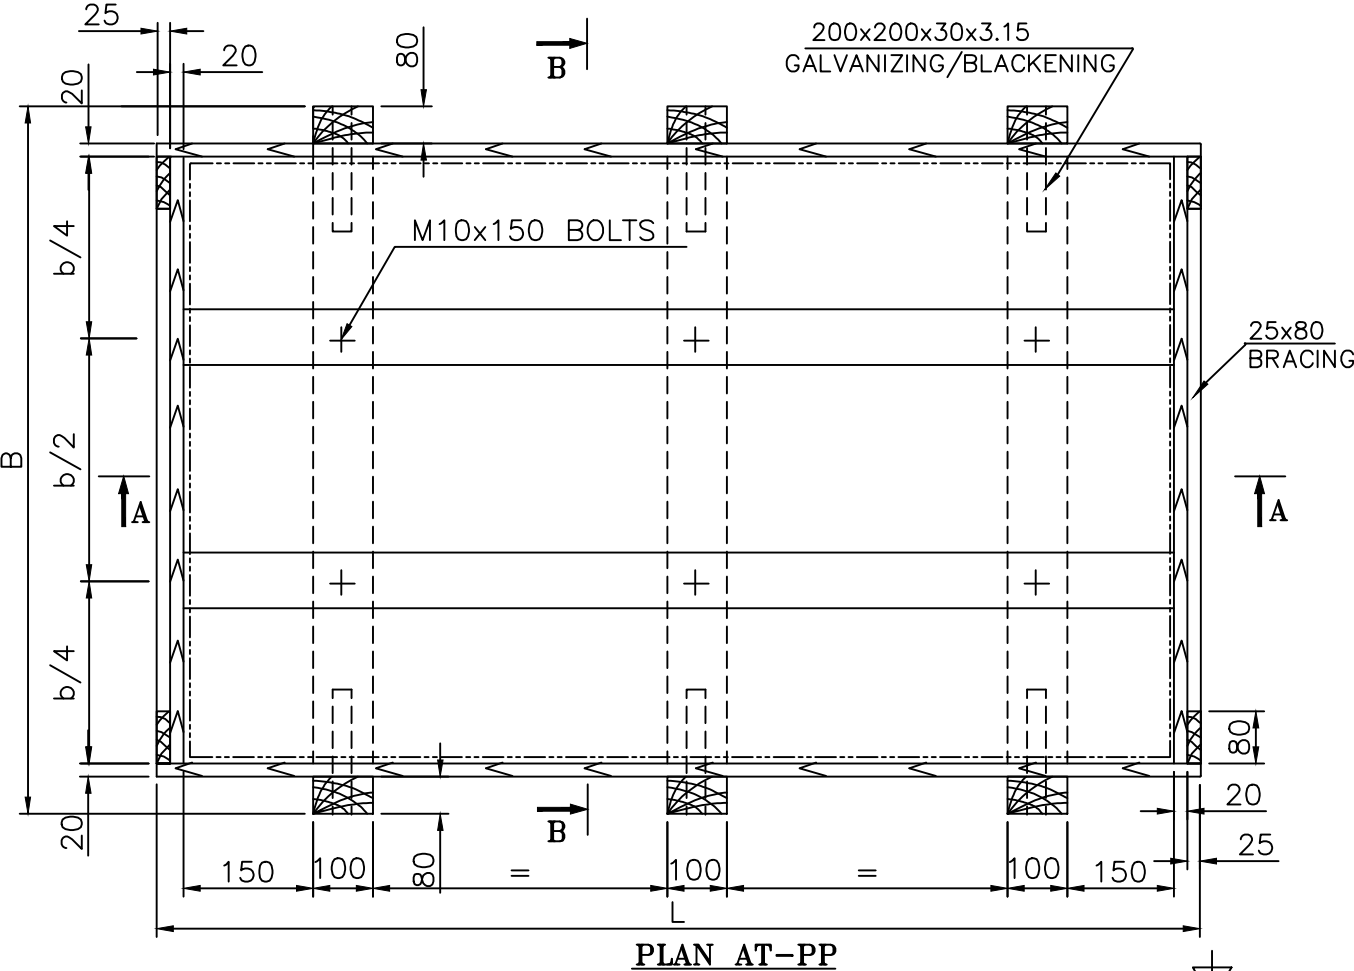 25
20
80
B
200x200x30x3.15
GALVANIZING/BLACKENING
20
b/4
M10x150 BOLTS
25x80
BRACING
B
b/2
A
A
b/4
80
20
B
20
25
150
100
80
=
100
=
100
150
L
PLAN AT-PP